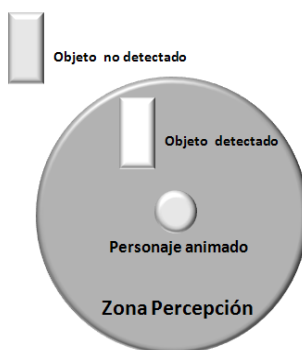 Objeto no detectado
Objeto detectado
Personaje animado
Zona Percepción